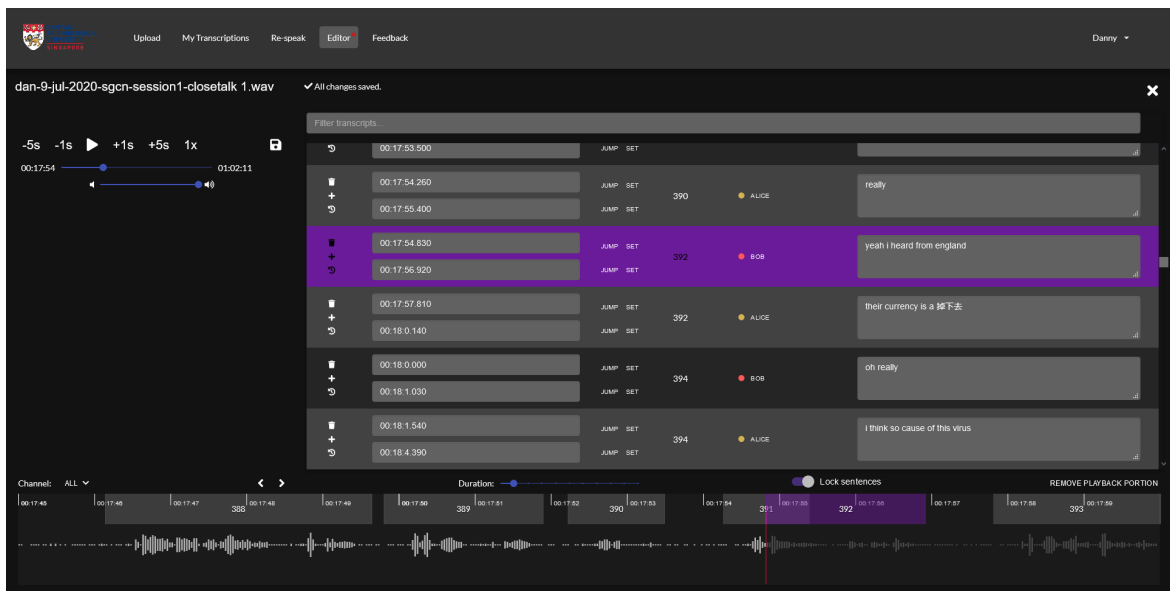 SINGAPORE
Upload My Transcriptions Re-speak Editor Feedback Danny
dan-9-jul-2020-sgcn-session1-closetalk 1.wav All changes saved.
Filter transcripts...
-5s -1s +1s +5s 1x
00:17:54 01:02:11
00:17:53.500 JUMP SET
00:17:54.260 JUMP SET
390 ALICE really
00:17:55.400 JUMP SET
00:17:54.830 JUMP SET
392 BOB yeah i heard from england
00:17:56.920 JUMP SET
00:17:57.810 JUMP SET
392 ALICE their currency is a 掉下去
00:18:0.140 JUMP SET
00:18:0.000 JUMP SET
394 BOB oh really
00:18:1.030 JUMP SET
00:18:1.540 JUMP SET
394 ALICE i think so cause of this virus
00:18:4.390 JUMP SET
Channel: ALL Duration: Lock sentences REMOVE PLAYBACK PORTION
00:17:45 00:17:46 00:17:47 00:17:48 00:17:49 00:17:50 00:17:51 00:17:52 00:17:53 00:17:54 00:17:55 00:17:56 00:17:57 00:17:58 00:17:59
388 389 390 391 392 393